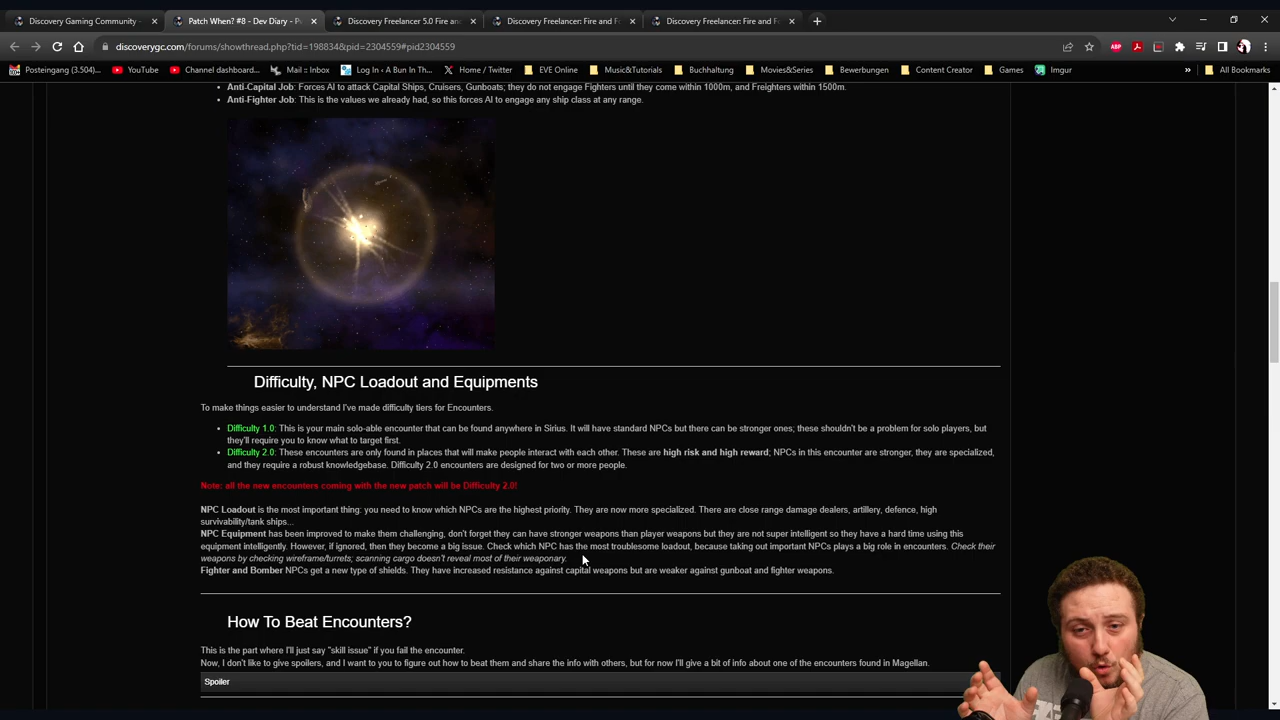 Discovery Gaming Community -
Patch When? #8 - Dev Diary - P
Discovery Freelancer 5.0 Fire and
Discovery Freelancer: Fire and F
Discovery Freelancer: Fire and F
discoverygc.com/forums/showthread.php?tid=198834&pid=2304559#pid2304559
Posteingang (3.504)...
YouTube
Channel dashboard...
Mail :: Inbox
Log In ‹ A Bun In Th...
Home / Twitter
EVE Online
Music&Tutorials
Buchhaltung
Movies&Series
Bewerbungen
Content Creator
Games
Imgur
»
All Bookmarks
• Anti-Capital Job: Forces AI to attack Capital Ships, Cruisers, Gunboats; they do not engage Fighters until they come within 1000m, and Freighters within 1500m.
• Anti-Fighter Job: This is the values we already had, so this forces AI to engage any ship class at any range.
Difficulty, NPC Loadout and Equipments
To make things easier to understand I've made difficulty tiers for Encounters.
• Difficulty 1.0: This is your main solo-able encounter that can be found anywhere in Sirius. It will have standard NPCs but there can be stronger ones; these shouldn't be a problem for solo players, but
they'll require you to know what to target first.
• Difficulty 2.0: These encounters are only found in places that will make people interact with each other. These are high risk and high reward; NPCs in this encounter are stronger, they are specialized,
and they require a robust knowledgebase. Difficulty 2.0 encounters are designed for two or more people.
Note: all the new encounters coming with the new patch will be Difficulty 2.0!
NPC Loadout is the most important thing: you need to know which NPCs are the highest priority. They are now more specialized. There are close range damage dealers, artillery, defence, high
survivability/tank ships...
NPC Equipment has been improved to make them challenging, don't forget they can have stronger weapons than player weapons but they are not super intelligent so they have a hard time using this
equipment intelligently. However, if ignored, then they become a big issue. Check which NPC has the most troublesome loadout, because taking out important NPCs plays a big role in encounters. Check their
weapons by checking wireframe/turrets; scanning cargo doesn't reveal most of their weaponary.
Fighter and Bomber NPCs get a new type of shields. They have increased resistance against capital weapons but are weaker against gunboat and fighter weapons.
How To Beat Encounters?
This is the part where I'll just say "skill issue" if you fail the encounter.
Now, I don't like to give spoilers, and I want to you to figure out how to beat them and share the info with others, but for now I'll give a bit of info about one of the encounters found in Magellan.
Spoiler